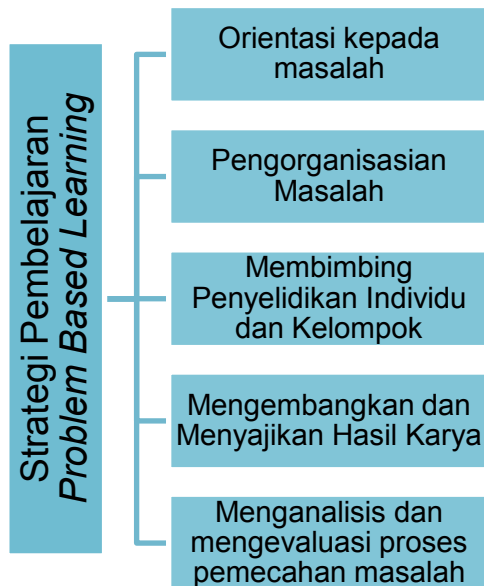 Strategi Pembelajaran
Problem Based Learning
Orientasi kepada
masalah
Pengorganisasian
Masalah
Membimbing
Penyelidikan Individu
dan Kelompok
Mengembangkan dan
Menyajikan Hasil Karya
Menganalisis dan
mengevaluasi proses
pemecahan masalah